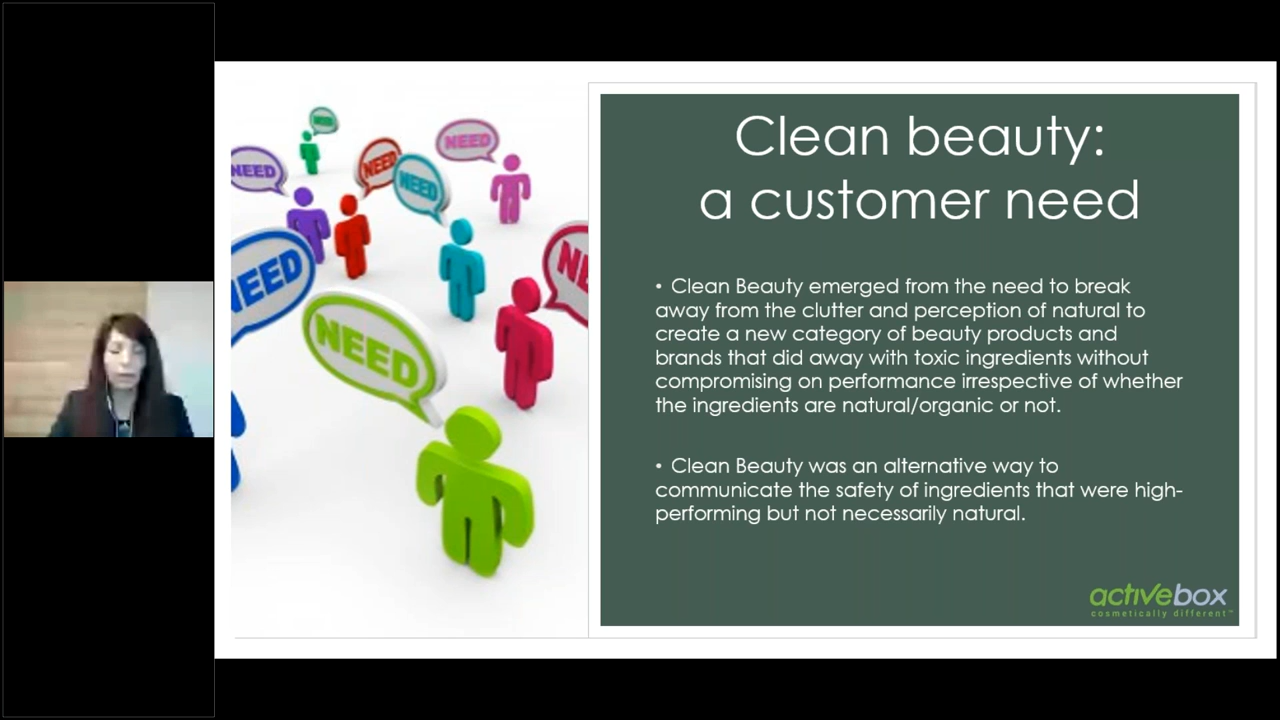 NEED
NEED
NEED
NEED
NEED
NEED
NEED
Clean beauty:
a customer need
• Clean Beauty emerged from the need to break
away from the clutter and perception of natural to
create a new category of beauty products and
brands that did away with toxic ingredients without
compromising on performance irrespective of whether
the ingredients are natural/organic or not.
• Clean Beauty was an alternative way to
communicate the safety of ingredients that were high-
performing but not necessarily natural.
activebox
cosmetically different™